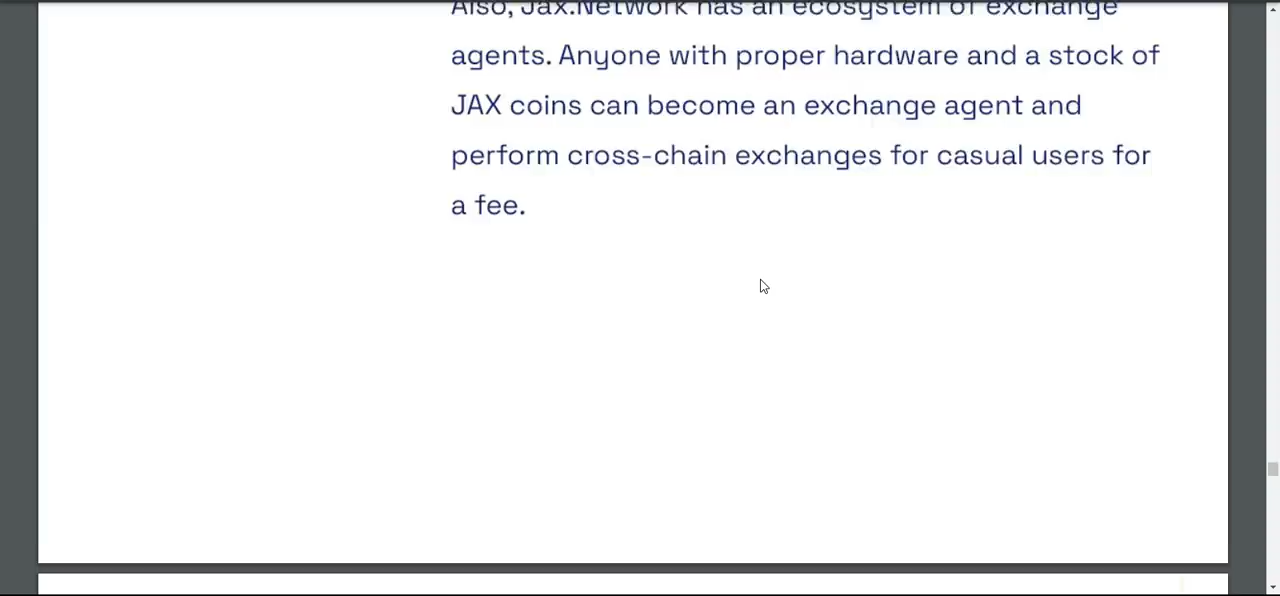 Also, Jax.Network has an ecosystem of exchange
agents. Anyone with proper hardware and a stock of
JAX coins can become an exchange agent and
perform cross-chain exchanges for casual users for
a fee.